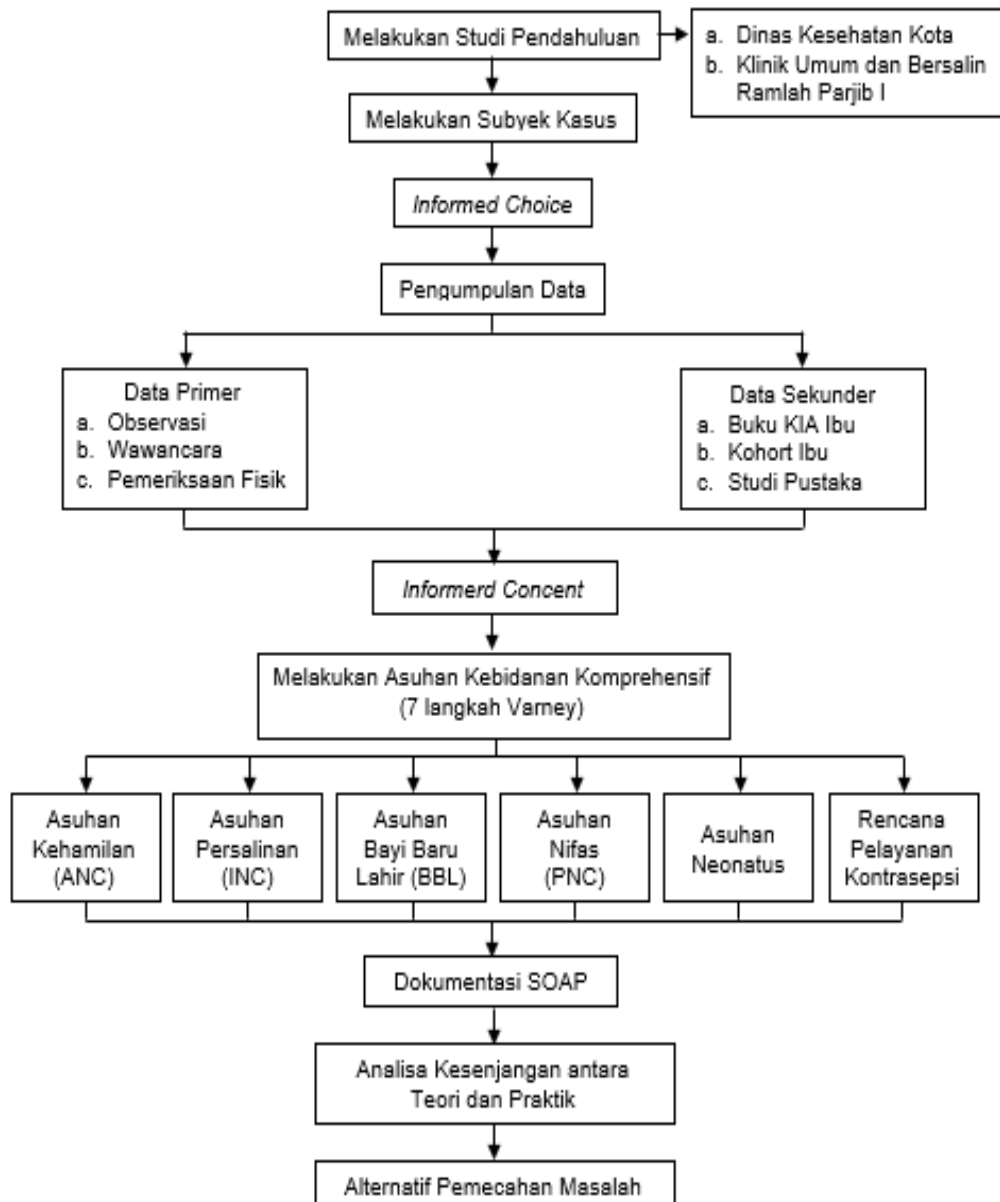 Melakukan Studi Pendahuluan
a. Dinas Kesehatan Kota
b. Klinik Umum dan Bersalin
Ramlah Parjib I
Melakukan Subyek Kasus
Informed Choice
Pengumpulan Data
Data Primer
a. Observasi
b. Wawancara
c. Pemeriksaan Fisik
Data Sekunder
a. Buku KIA Ibu
b. Kohort Ibu
c. Studi Pustaka
Informerd Concent
Melakukan Asuhan Kebidanan Komprehensif
(7 langkah Varney)
Asuhan
Kehamilan
(ANC)
Asuhan
Persalinan
(INC)
Asuhan
Bayi Baru
Lahir (BBL)
Asuhan
Nifas
(PNC)
Asuhan
Neonatus
Rencana
Pelayanan
Kontrasepsi
Dokumentasi SOAP
Analisa Kesenjangan antara
Teori dan Praktik
Alternatif Pemecahan Masalah